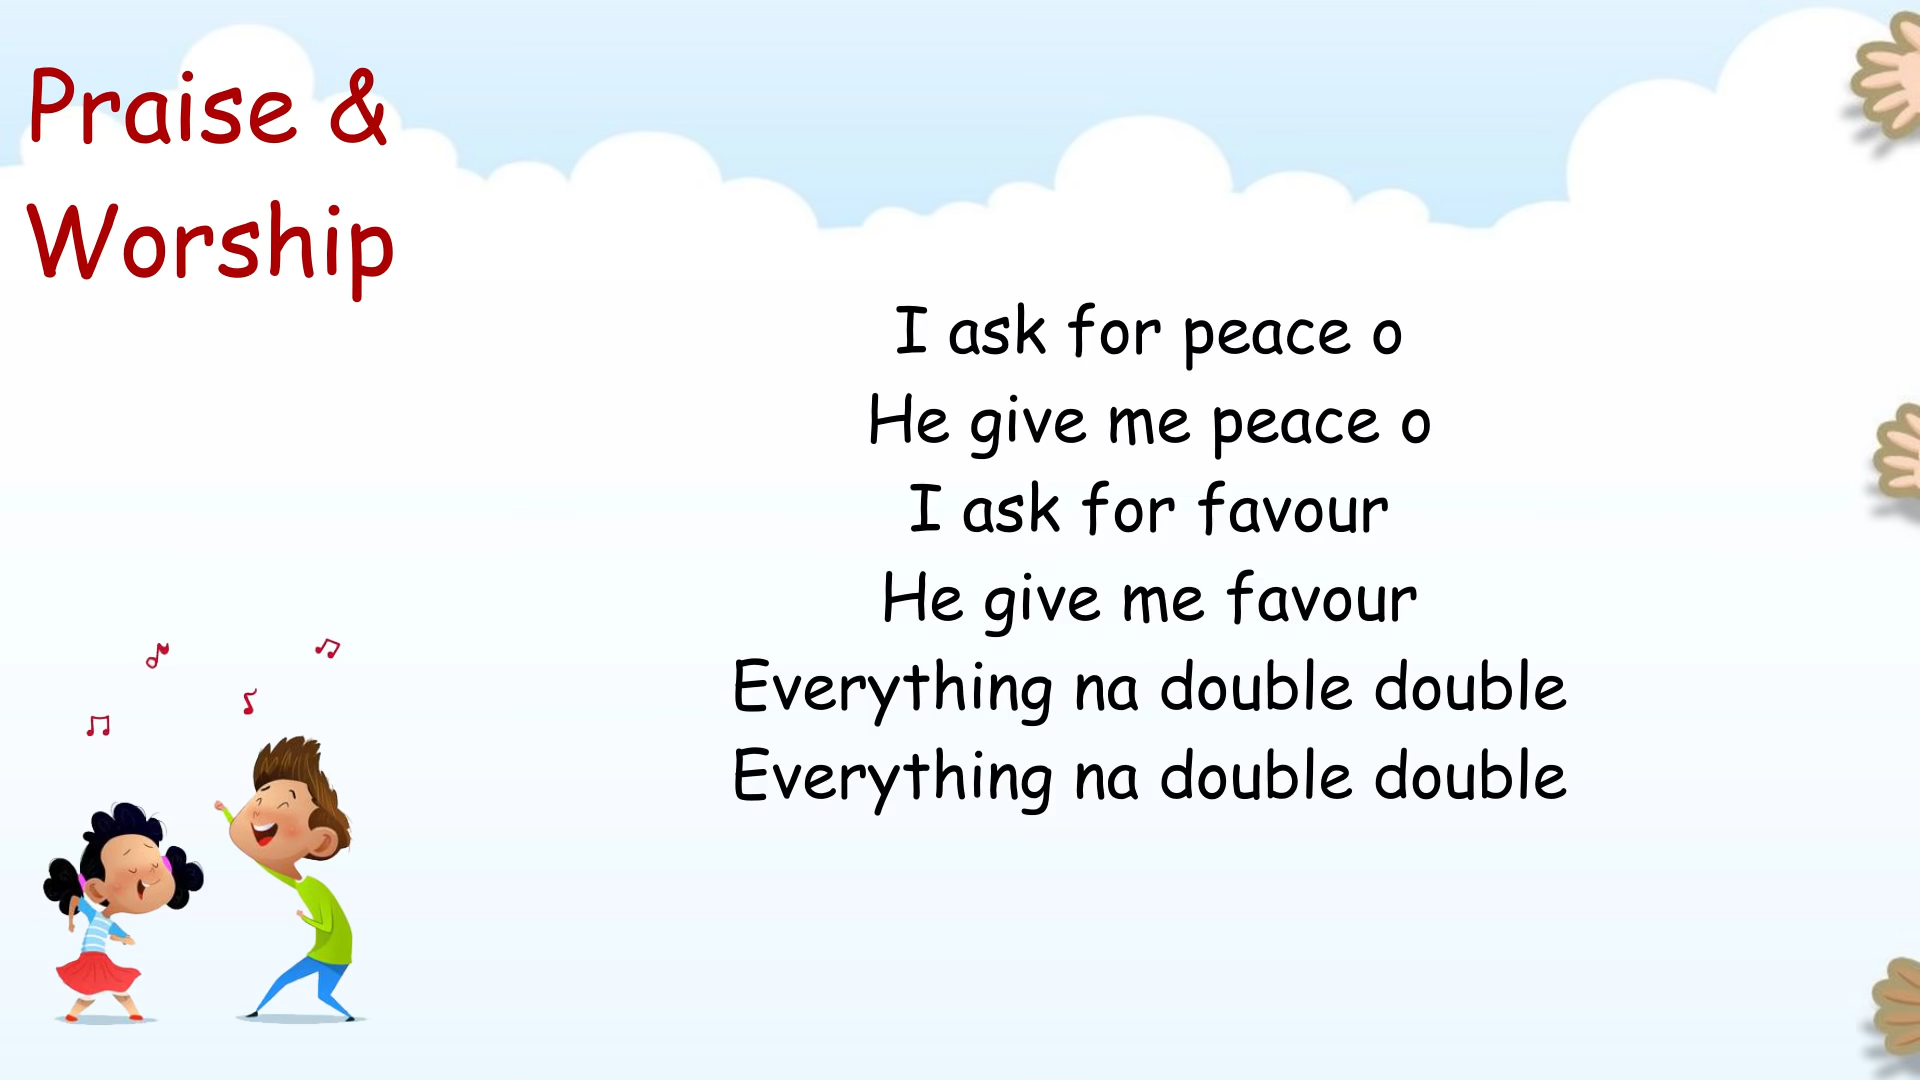 Praise &
Worship
I ask for peace o
He give me peace o
I ask for favour
He give me favour
Everything na double double
Everything na double double